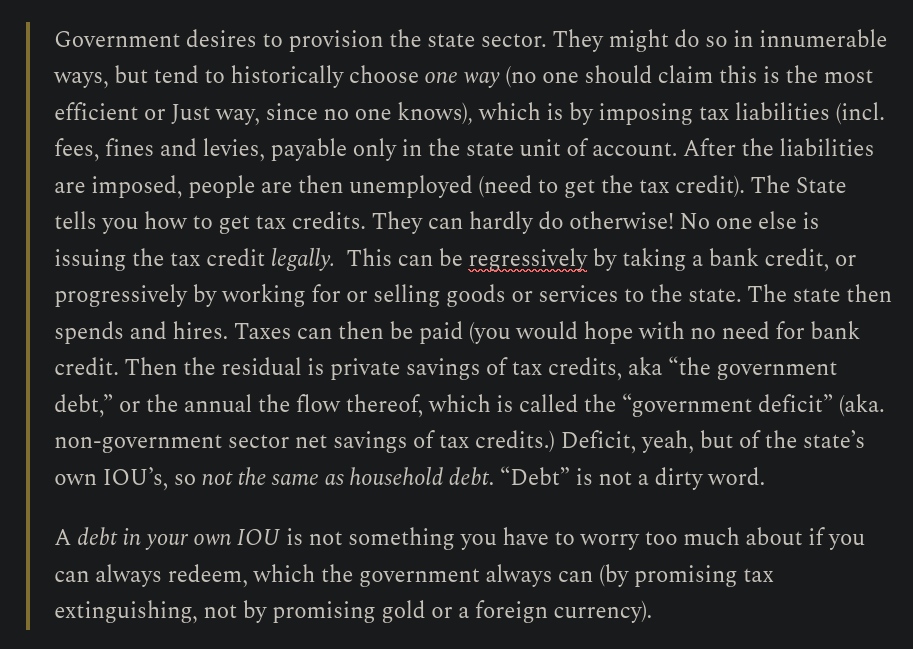 Government desires to provision the state sector. They might do so in innumerable
ways, but tend to historically choose one way (no one should claim this is the most
efficient or Just way, since no one knows), which is by imposing tax liabilities (incl.
fees, fines and levies, payable only in the state unit of account. After the liabilities
are imposed, people are then unemployed (need to get the tax credit). The State
tells you how to get tax credits. They can hardly do otherwise! No one else is
issuing the tax credit legally.  This can be regressively by taking a bank credit, or
progressively by working for or selling goods or services to the state. The state then
spends and hires. Taxes can then be paid (you would hope with no need for bank
credit. Then the residual is private savings of tax credits, aka “the government
debt,” or the annual the flow thereof, which is called the “government deficit” (aka.
non-government sector net savings of tax credits.) Deficit, yeah, but of the state’s
own IOU’s, so not the same as household debt. “Debt” is not a dirty word.
A debt in your own IOU is not something you have to worry too much about if you
can always redeem, which the government always can (by promising tax
extinguishing, not by promising gold or a foreign currency).